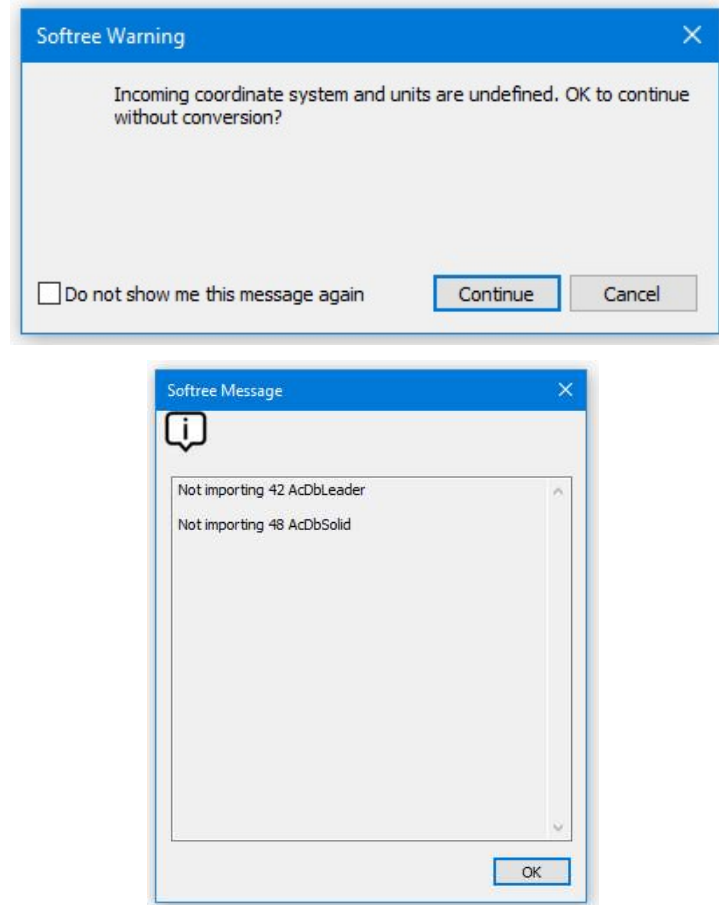 Softree Warning
Incoming coordinate system and units are undefined. OK to continue
without conversion?
Do not show me this message again
Continue
Cancel
Softree Message
Not importing 42 AcDbLeader
Not importing 48 AcDbSolid
OK